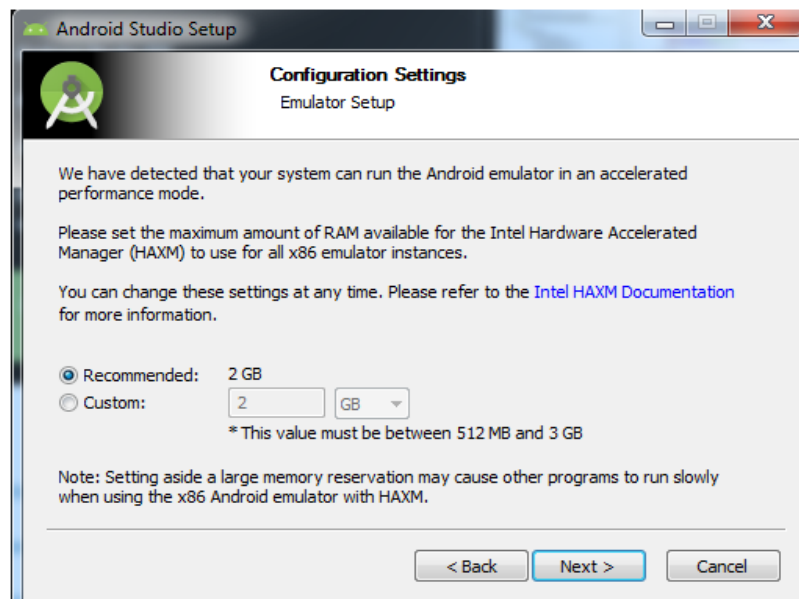 Android Studio Setup
Configuration Settings
Emulator Setup
We have detected that your system can run the Android emulator in an accelerated
performance mode.
Please set the maximum amount of RAM available for the Intel Hardware Accelerated
Manager (HAXM) to use for all x86 emulator instances.
You can change these settings at any time. Please refer to the Intel HAXM Documentation
for more information.
Recommended: 2 GB
Custom: 2 GB
* This value must be between 512 MB and 3 GB
Note: Setting aside a large memory reservation may cause other programs to run slowly
when using the x86 Android emulator with HAXM.
< Back Next > Cancel